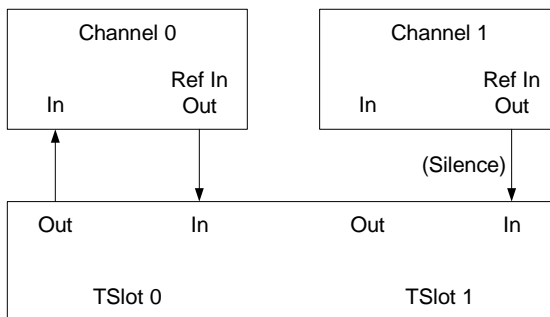 Channel 0
Channel 1
Ref In
Ref In
In
Out
In
Out
(Silence)
Out
In
Out
In
TSlot 0
TSlot 1